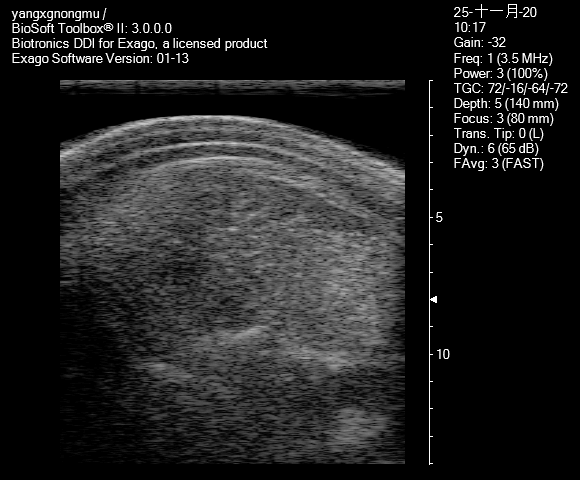 yangxgnongmu /
BioSoft Toolbox® II: 3.0.0.0
Biotronics DDI for Exago, a licensed product
Exago Software Version: 01-13
25-十一月-20
10:17
Gain: -32
Freq: 1 (3.5 MHz)
Power: 3 (100%)
TGC: 72/-16/-64/-72
Depth: 5 (140 mm)
Focus: 3 (80 mm)
Trans. Tip: 0 (L)
Dyn.: 6 (65 dB)
FAvg: 3 (FAST)
5
10